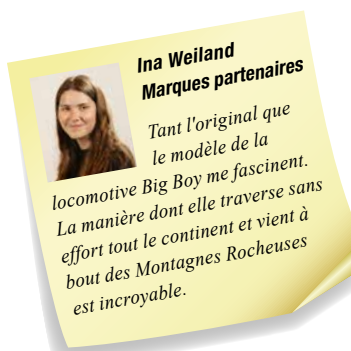 Ina Weiland
Marques partenaires
Tant l'original que
le modèle de la
locomotive Big Boy me fascinent.
La manière dont elle traverse sans
effort tout le continent et vient à
bout des Montagnes Rocheuses
est incroyable.